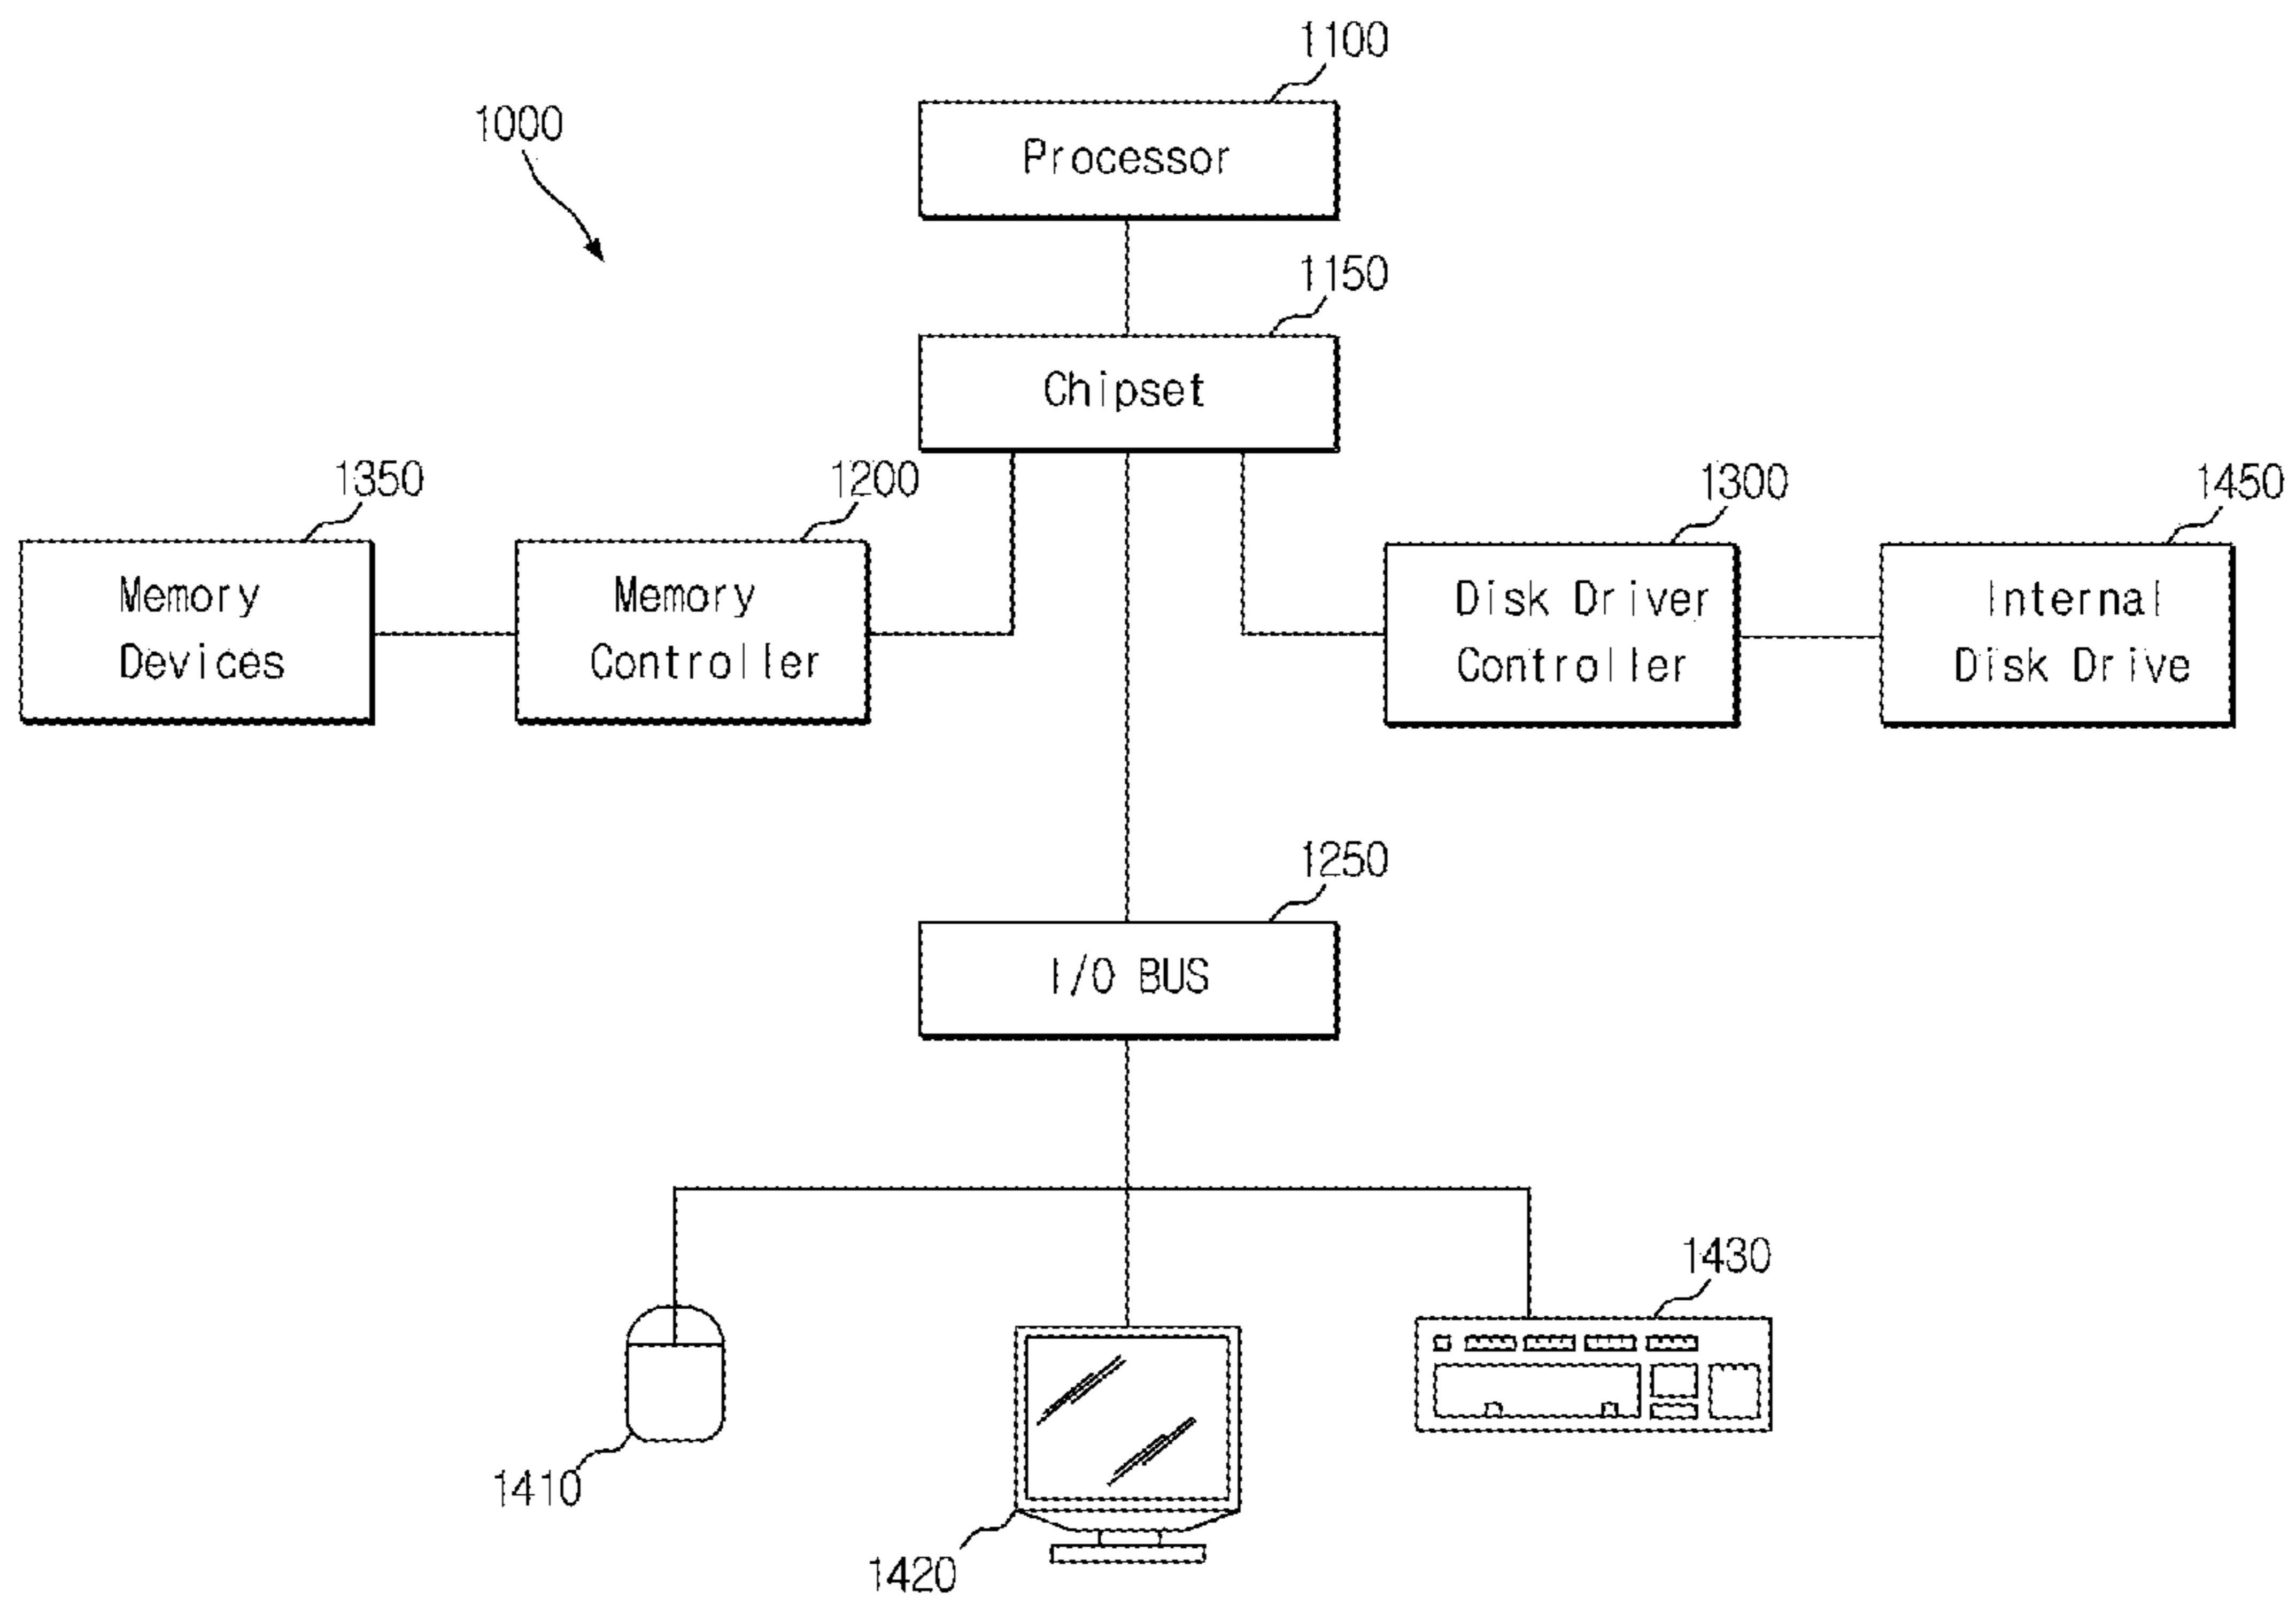 1100
1000
Processor
1150
Chipset
1350
1200
1300
1450
Memory
Devices
Memory
Controller
Disk Driver
Controller
Internal
Disk Drive
1250
I/O BUS
1430
1410
1420